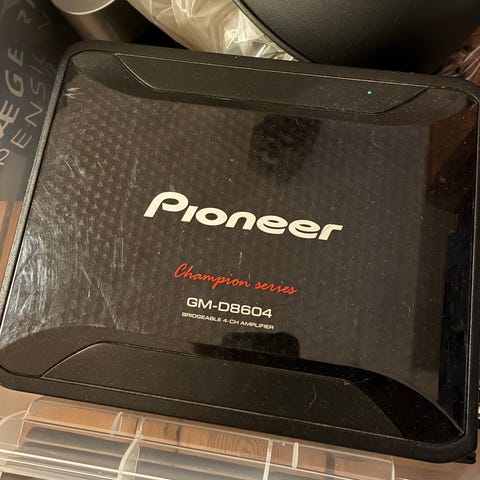 Pioneer
Champion series
GM-D8604
BRIDGEABLE 4-CH AMPLIFIER